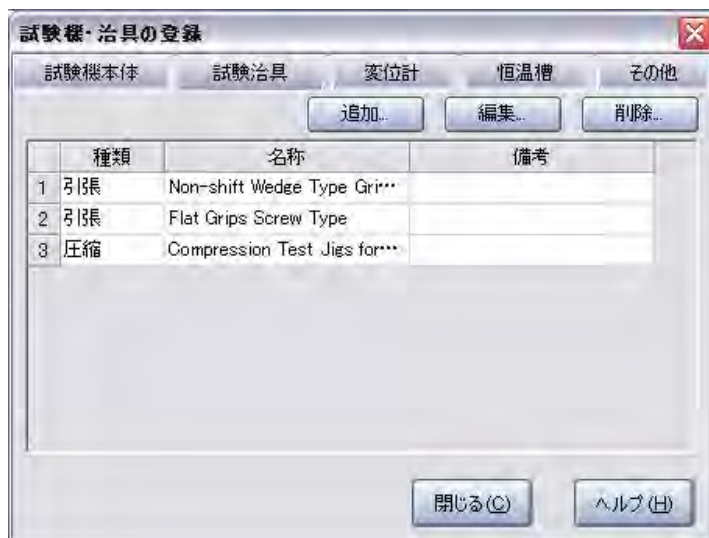 試験機・治具の登録
試験機本体 試験治具 変位計 恒温槽 その他
追加... 編集... 削除...
種類 名称 備考
1 引張 Non-shift Wedge Type Gri…
2 引張 Flat Grips Screw Type
3 圧縮 Compression Test Jigs for…
閉じる(C) ヘルプ(H)